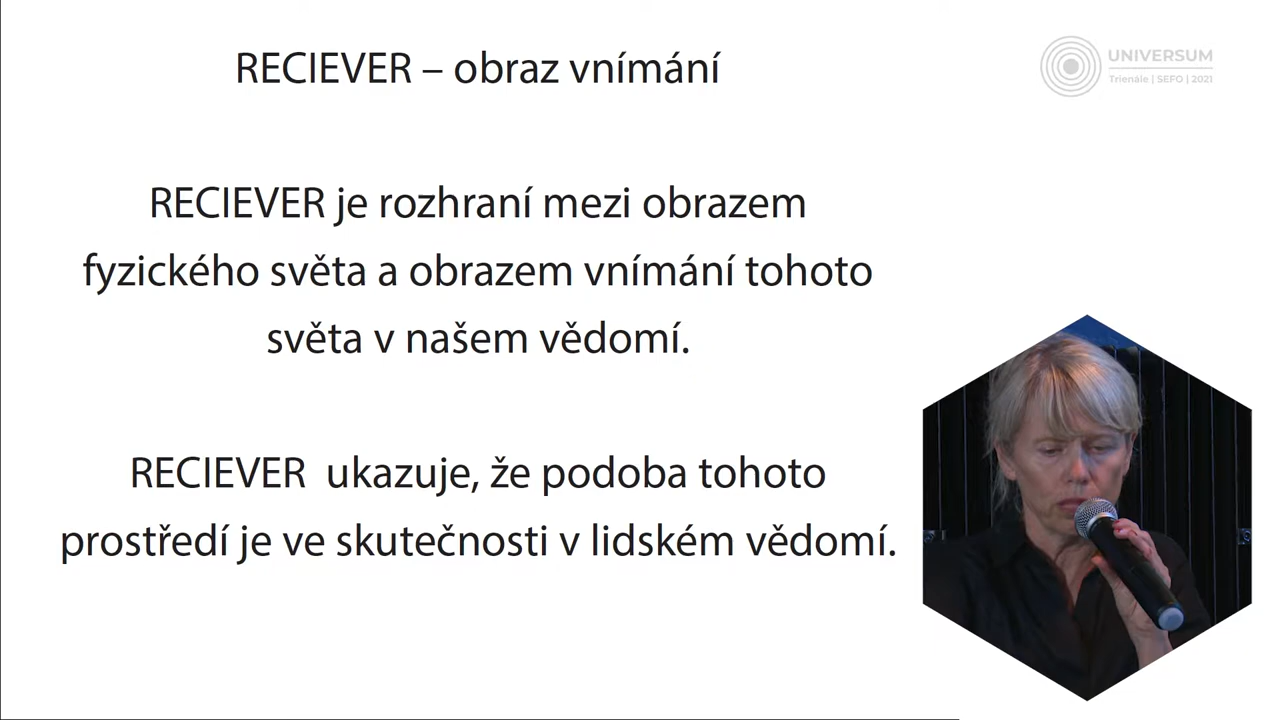 RECIEVER – obraz vnímání
UNIVERSUM
Trienále | SEFO | 2021
RECIEVER je rozhraní mezi obrazem
fyzického světa a obrazem vnímání tohoto
světa v našem vědomí.
RECIEVER ukazuje, že podoba tohoto
prostředí je ve skutečnosti v lidském vědomí.